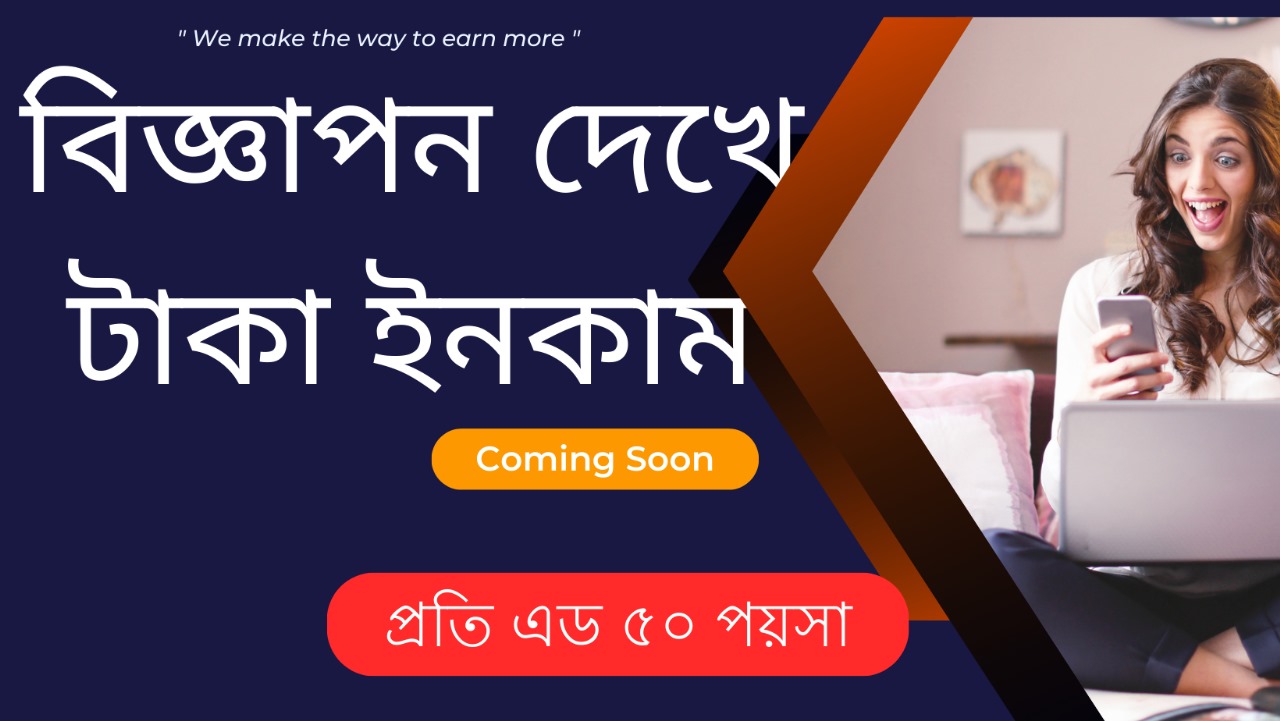 " We make the way to earn more "
বিজ্ঞাপন দেখে
টাকা ইনকাম
Coming Soon
প্রতি এড ৫০ পয়সা